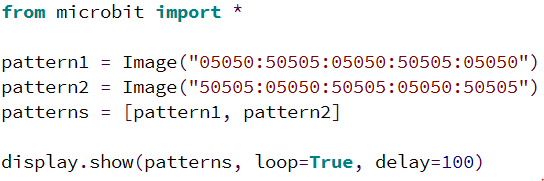 from microbit import *
pattern1 = Image("05050:50505:05050:50505:05050")
pattern2 = Image("50505:05050:50505:05050:50505")
patterns = [pattern1, pattern2]
display.show(patterns, loop=True, delay=100)